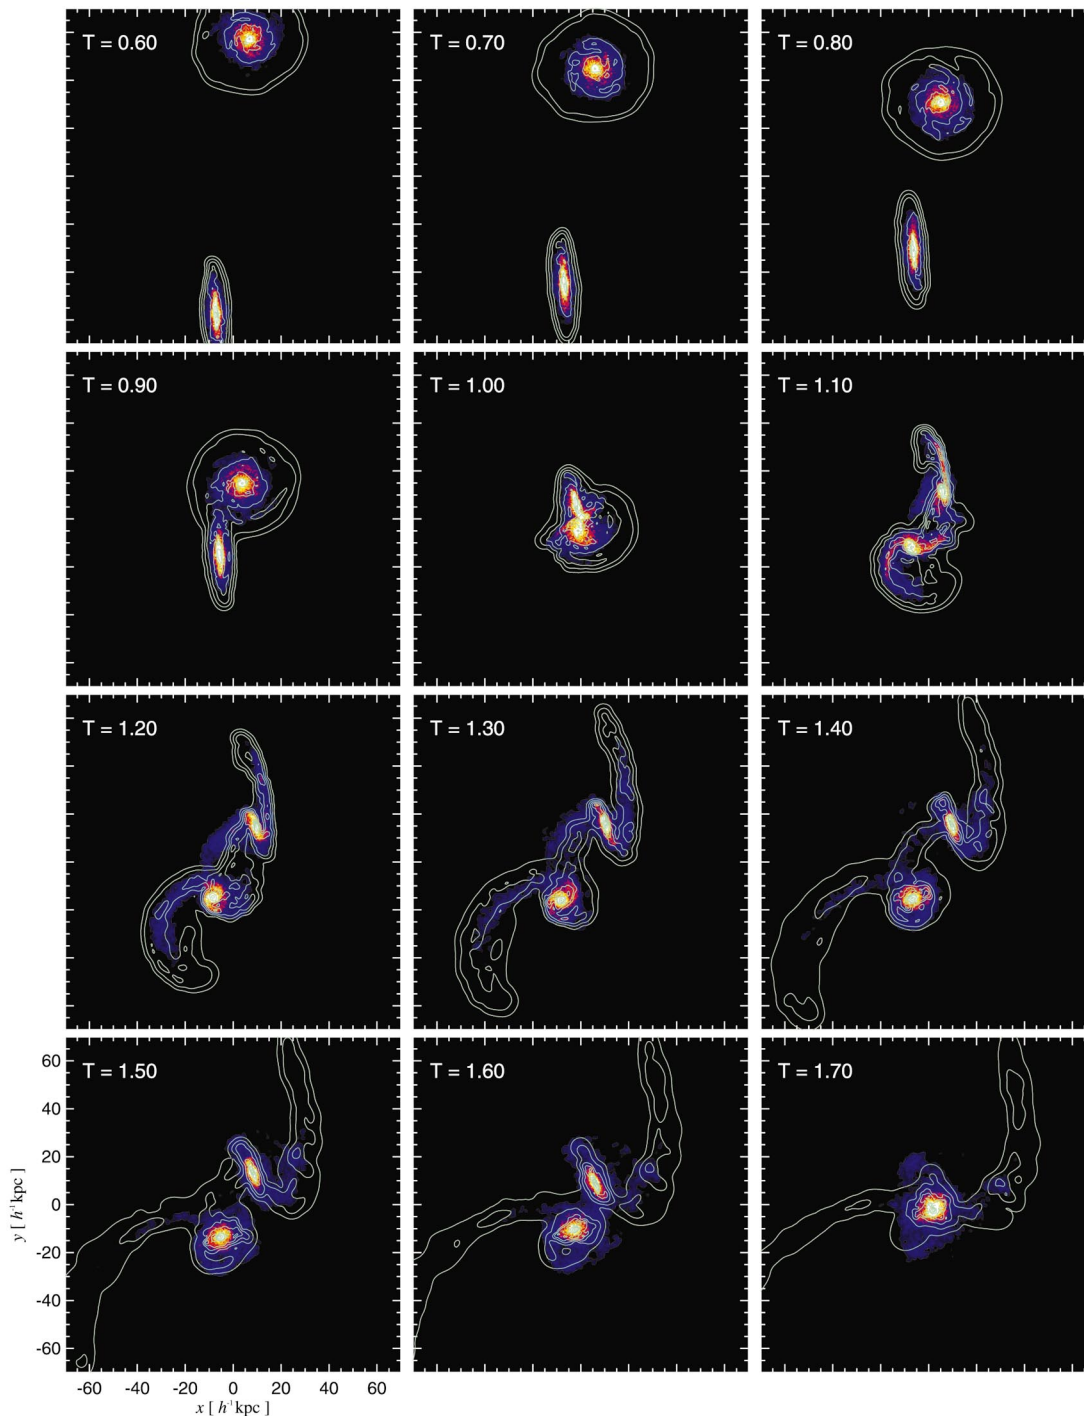 T = 0.60
T = 0.70
T = 0.80
T = 0.90
T = 1.00
T = 1.10
T = 1.20
T = 1.30
T = 1.40
T = 1.50
T = 1.60
T = 1.70
60
40
20
0
-20
-40
-60
y [ h⁻¹kpc ]
-60 -40 -20 0 20 40 60
x [ h⁻¹kpc ]